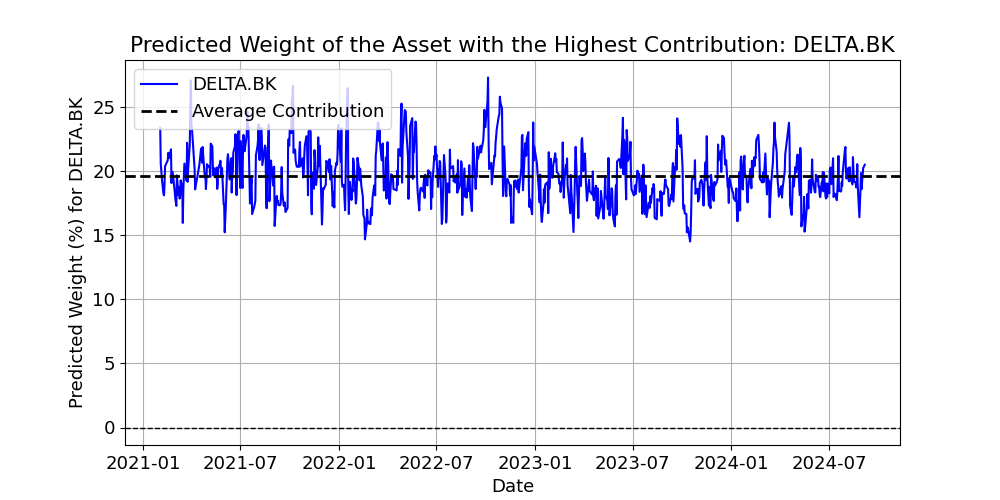 Predicted Weight of the Asset with the Highest Contribution: DELTA.BK
DELTA.BK
Average Contribution
Predicted Weight (%) for DELTA.BK
25
20
15
10
5
0
2021-01 2021-07 2022-01 2022-07 2023-01 2023-07 2024-01 2024-07
Date